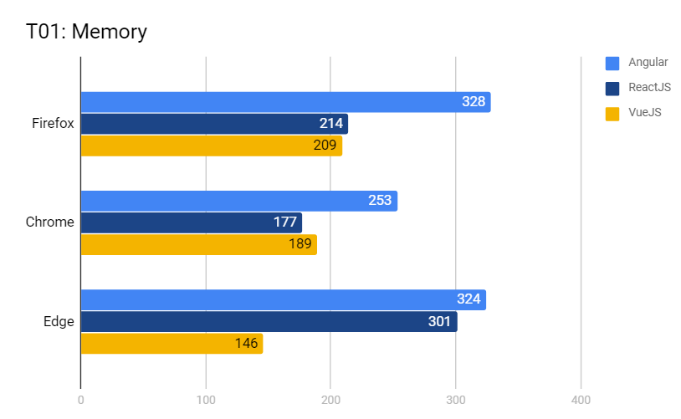 T01: Memory
Angular
ReactJS
VueJS
Firefox
328
214
209
Chrome
253
177
189
Edge
324
301
146
0 100 200 300 400